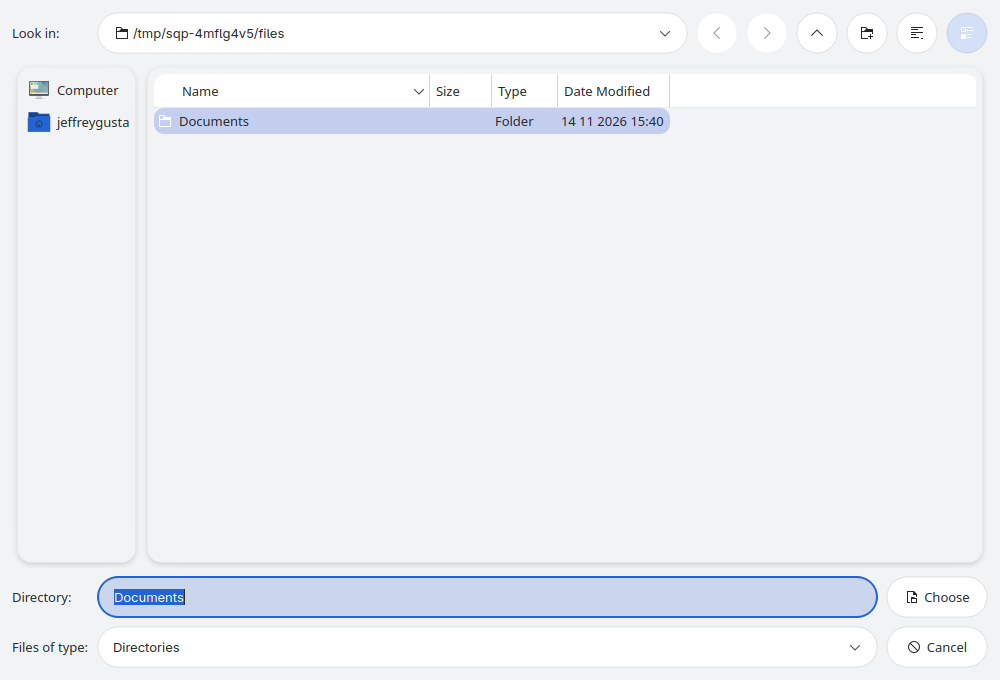 Look in:
/tmp/sqp-4mflg4v5/files
Computer
jeffreygusta
Name
Size
Type
Date Modified
Documents
Folder
14 11 2026 15:40
Directory:
Documents
Choose
Files of type:
Directories
Cancel